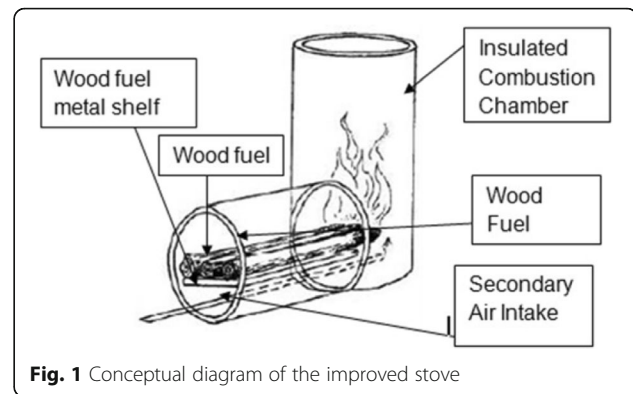 Insulated
Combustion
Chamber
Wood fuel
metal shelf
Wood fuel
Wood
Fuel
Secondary
Air Intake
Fig. 1 Conceptual diagram of the improved stove